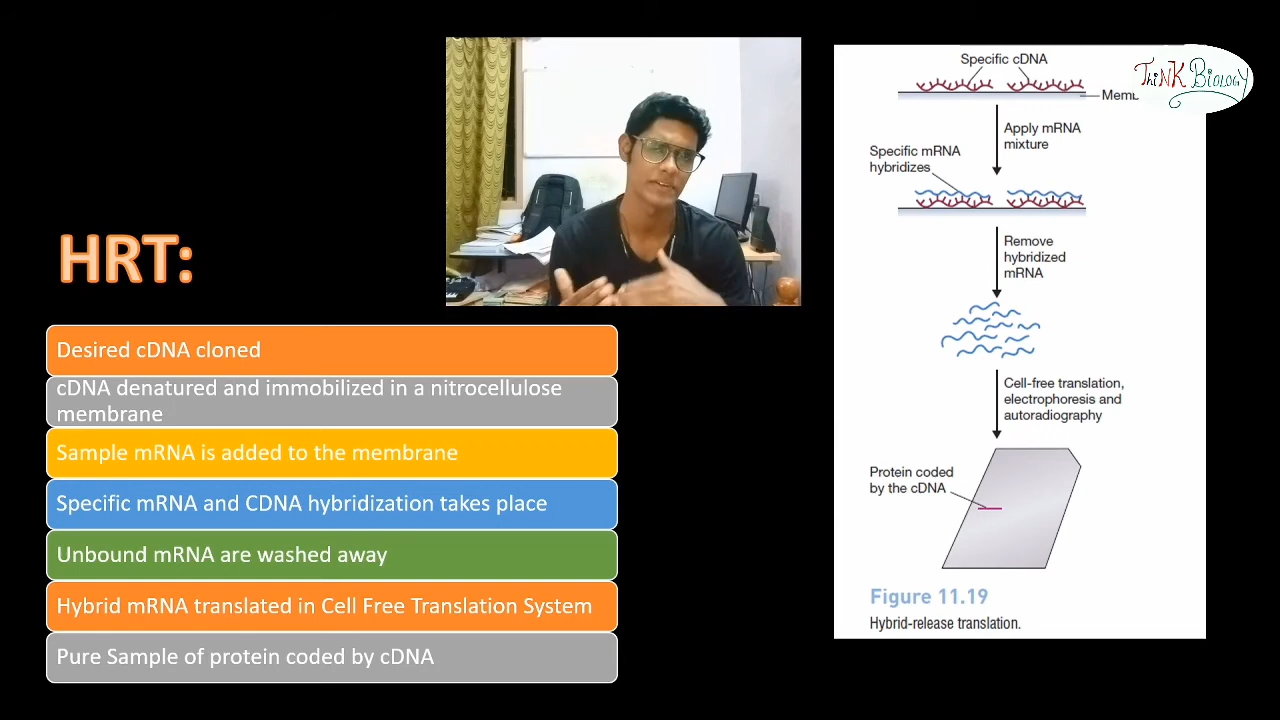 HRT:
Desired cDNA cloned
cDNA denatured and immobilized in a nitrocellulose
membrane
Sample mRNA is added to the membrane
Specific mRNA and CDNA hybridization takes place
Unbound mRNA are washed away
Hybrid mRNA translated in Cell Free Translation System
Pure Sample of protein coded by cDNA
ThiNK BioloGY
Specific cDNA
Apply mRNA
mixture
Specific mRNA
hybridizes
Remove
hybridized
mRNA
Cell-free translation,
electrophoresis and
autoradiography
Protein coded
by the cDNA
Figure 11.19
Hybrid-release translation.